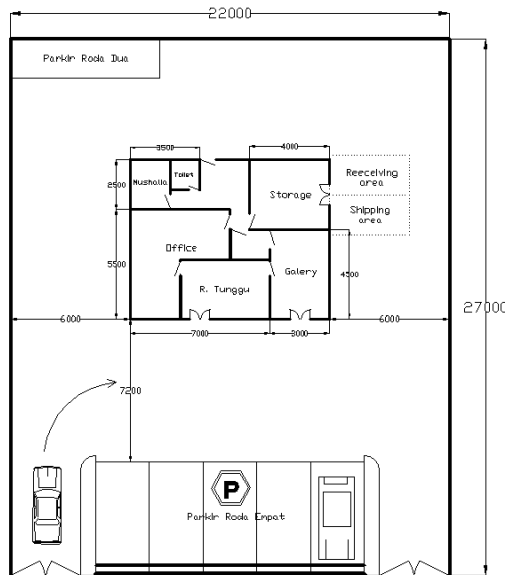 22000
Parkir Roda Dua
3500
4000
Toilet
Mushalla
2500
Reeceiving
area
Storage
Shipping
area
Office
5500
Galery
4500
R. Tunggu
6000
7000
3000
6000
27000
7200
P
Parkir Roda Empat